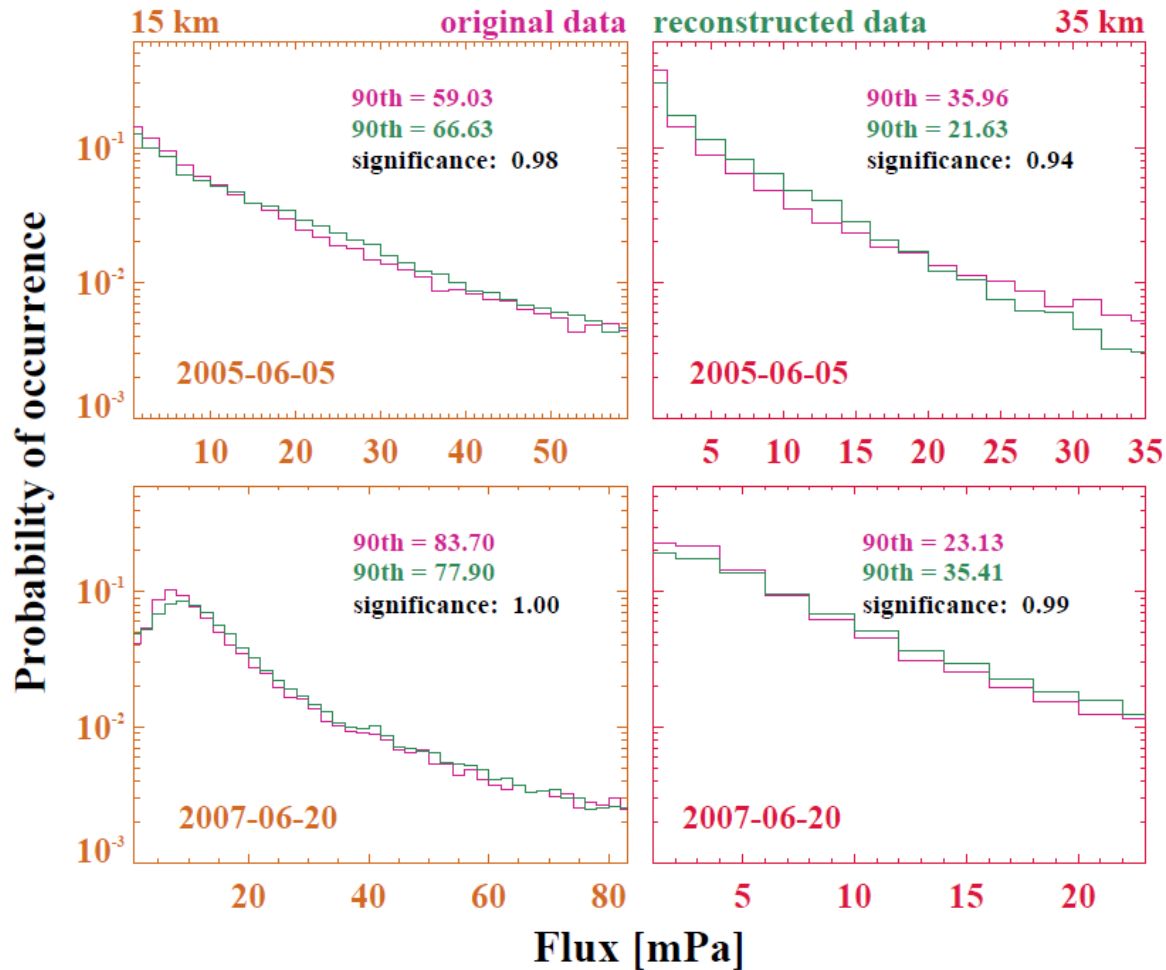 15 km original data reconstructed data 35 km
90th = 59.03
90th = 66.63
significance: 0.98
2005-06-05
90th = 35.96
90th = 21.63
significance: 0.94
2005-06-05
10⁻¹
10⁻²
10⁻³
10 20 30 40 50
5 10 15 20 25 30 35
90th = 83.70
90th = 77.90
significance: 1.00
2007-06-20
90th = 23.13
90th = 35.41
significance: 0.99
2007-06-20
10⁻¹
10⁻²
10⁻³
20 40 60 80
5 10 15 20
Probability of occurrence
Flux [mPa]